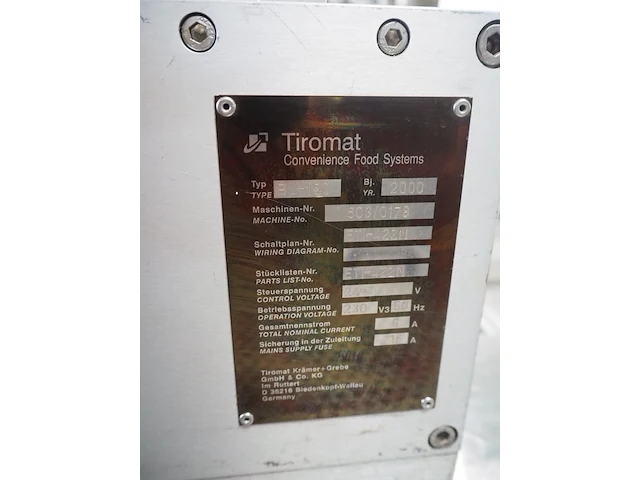 Tiromat
Convenience Food Systems
Typ Bj. 2000
TYPE YR.
Maschinen-Nr.
MACHINE-No.
Schaltplan-Nr.
WIRING DIAGRAM-No.
Stücklisten-Nr.
PARTS LIST-No.
Steuerspannung V
CONTROL VOLTAGE
Betriebsspannung 230 V3 50 Hz
OPERATION VOLTAGE
Gesamtnennstrom A
TOTAL NOMINAL CURRENT
Sicherung in der Zuleitung A
MAINS SUPPLY FUSE
Tiromat Krämer+Grebe
GmbH & Co. KG
Im Ruttert
D 35216 Biedenkopf-Wallau
Germany